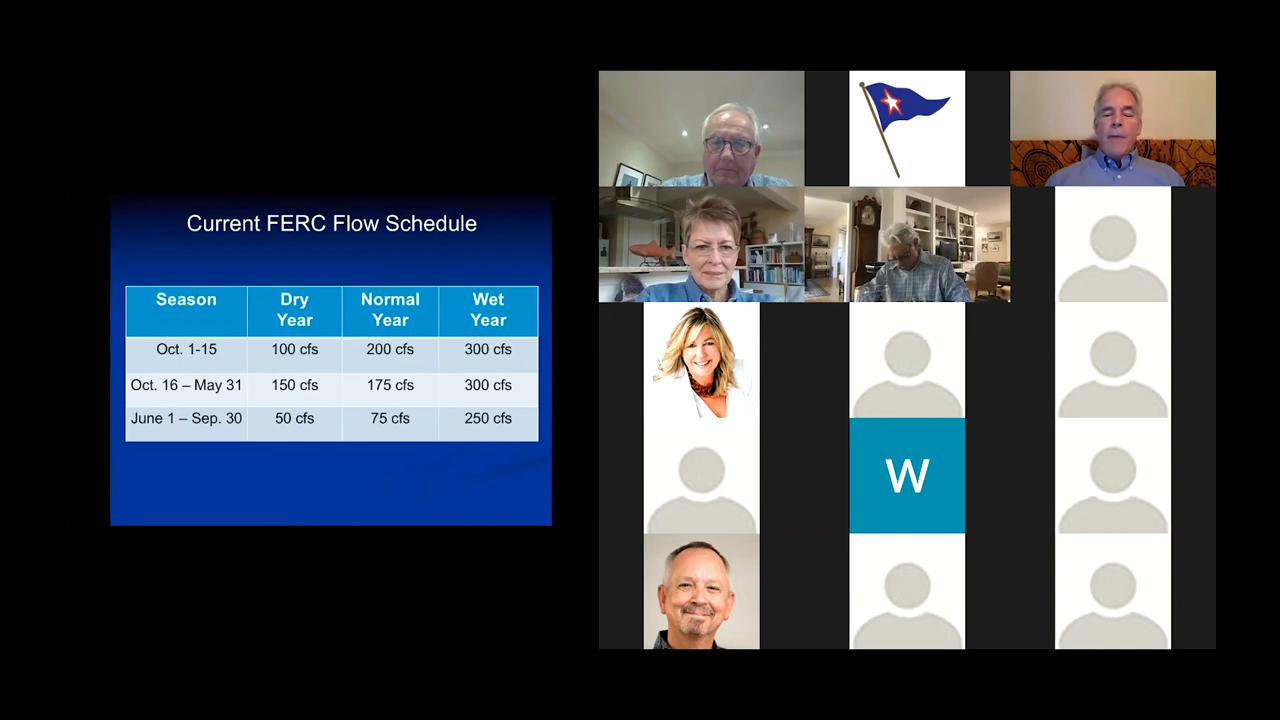 Current FERC Flow Schedule
Season Dry Year Normal Year Wet Year
Oct. 1-15 100 cfs 200 cfs 300 cfs
Oct. 16 – May 31 150 cfs 175 cfs 300 cfs
June 1 – Sep. 30 50 cfs 75 cfs 250 cfs
W